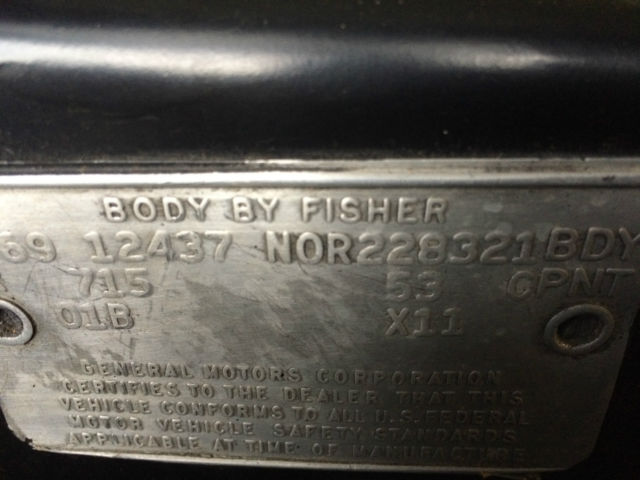 BODY BY FISHER
69 12437 NOR228321BDY
715 53 GPNT
01B X11
GENERAL MOTORS CORPORATION
CERTIFIES TO THE DEALER THAT THIS
VEHICLE CONFORMS TO ALL U.S. FEDERAL
MOTOR VEHICLE SAFETY STANDARDS
APPLICABLE AT TIME OF MANUFACTURE